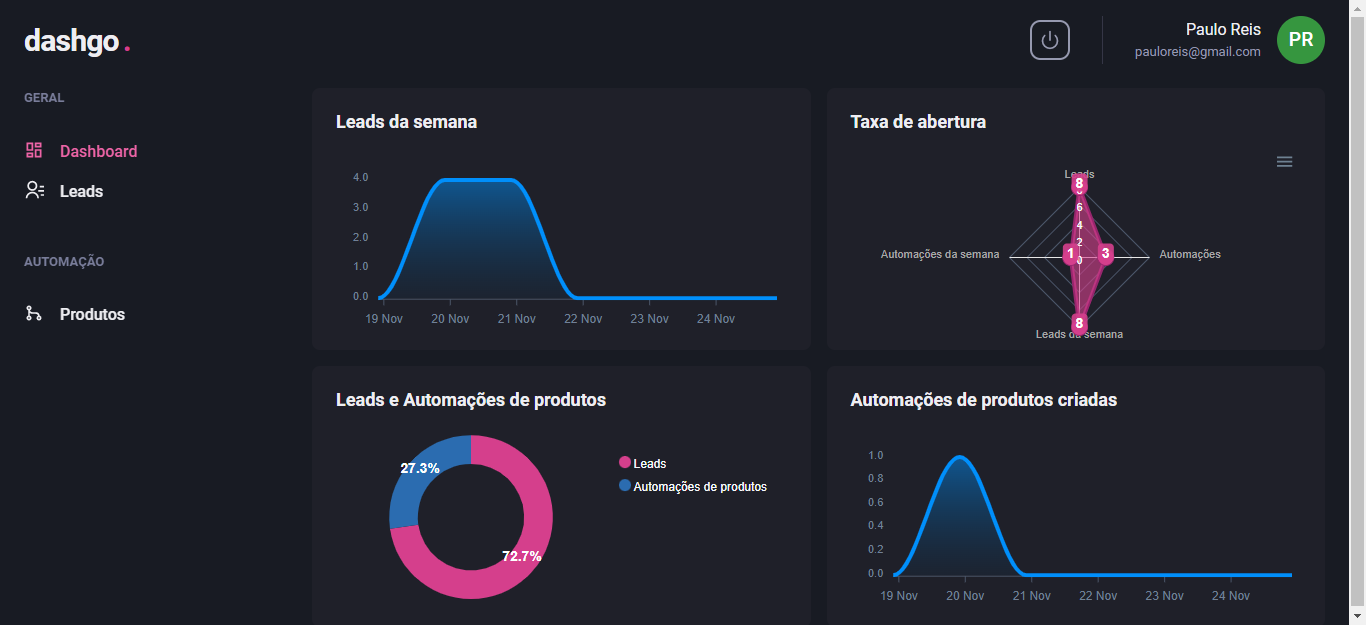 dashgo.
Paulo Reis
pauloreis@gmail.com
PR
GERAL
Dashboard
Leads
AUTOMAÇÃO
Produtos
Leads da semana
4.0
3.0
2.0
1.0
0.0
19 Nov 20 Nov 21 Nov 22 Nov 23 Nov 24 Nov
Taxa de abertura
Leads
8
6
4
2
0
Automações da semana 1 3 Automações
8
Leads da semana
Leads e Automações de produtos
27.3%
72.7%
Leads
Automações de produtos
Automações de produtos criadas
1.0
0.8
0.6
0.4
0.2
0.0
19 Nov 20 Nov 21 Nov 22 Nov 23 Nov 24 Nov